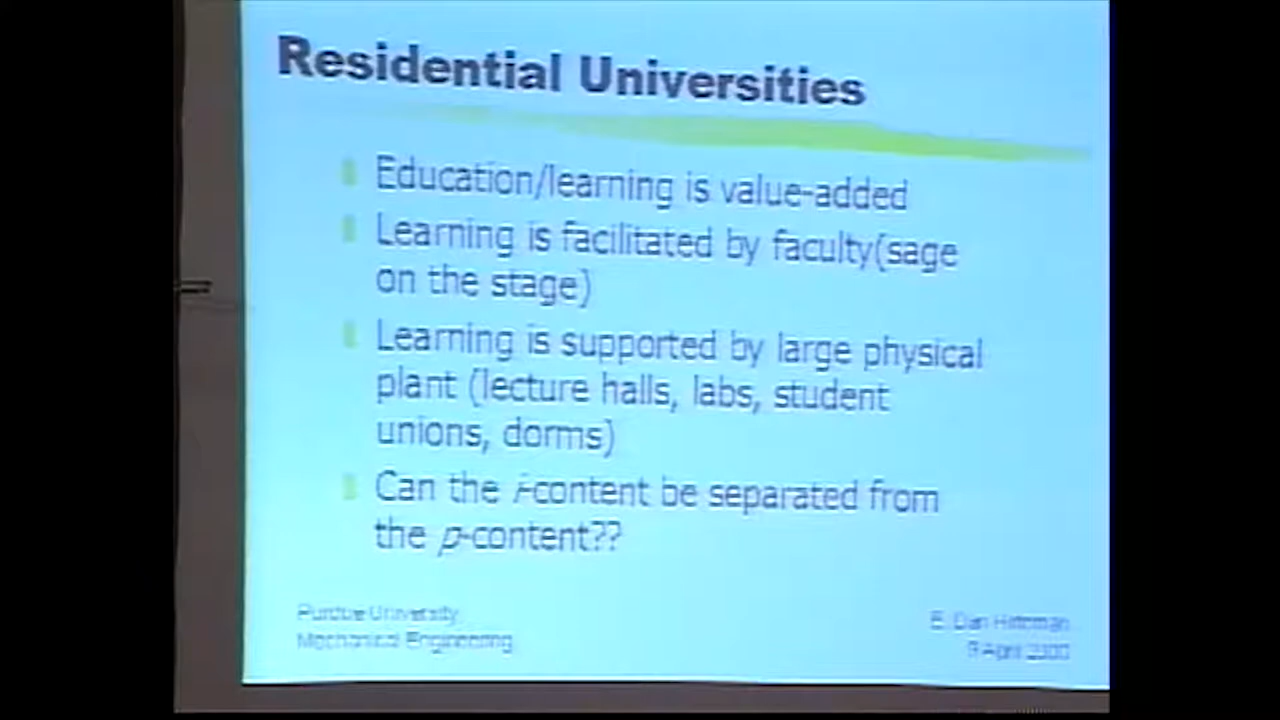 Residential Universities
Education/learning is value-added
Learning is facilitated by faculty(sage
on the stage)
Learning is supported by large physical
plant (lecture halls, labs, student
unions, dorms)
Can the i-content be separated from
the p-content??
Purdue University
Mechanical Engineering
E. Dan
April